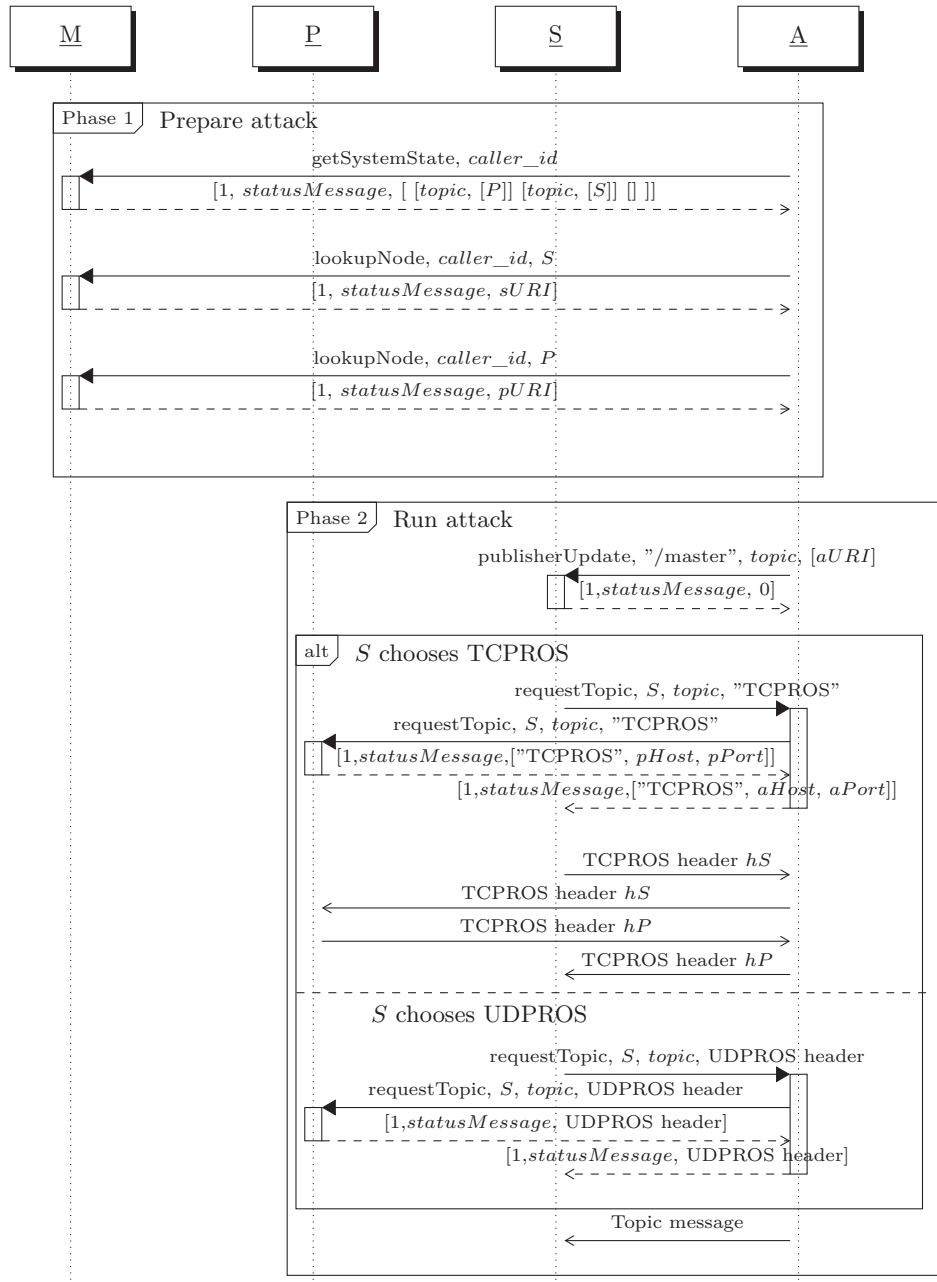 M P S A
Phase 1 Prepare attack
getSystemState, caller_id
[1, statusMessage, [ [topic, [P]] [topic, [S]] [] ]]
lookupNode, caller_id, S
[1, statusMessage, sURI]
lookupNode, caller_id, P
[1, statusMessage, pURI]
Phase 2 Run attack
publisherUpdate, ”/master”, topic, [aURI]
[1,statusMessage, 0]
alt S chooses TCPROS
requestTopic, S, topic, ”TCPROS”
requestTopic, S, topic, ”TCPROS”
[1,statusMessage,[”TCPROS”, pHost, pPort]]
[1,statusMessage,[”TCPROS”, aHost, aPort]]
TCPROS header hS
TCPROS header hS
TCPROS header hP
TCPROS header hP
S chooses UDPROS
requestTopic, S, topic, UDPROS header
requestTopic, S, topic, UDPROS header
[1,statusMessage, UDPROS header]
[1,statusMessage, UDPROS header]
Topic message